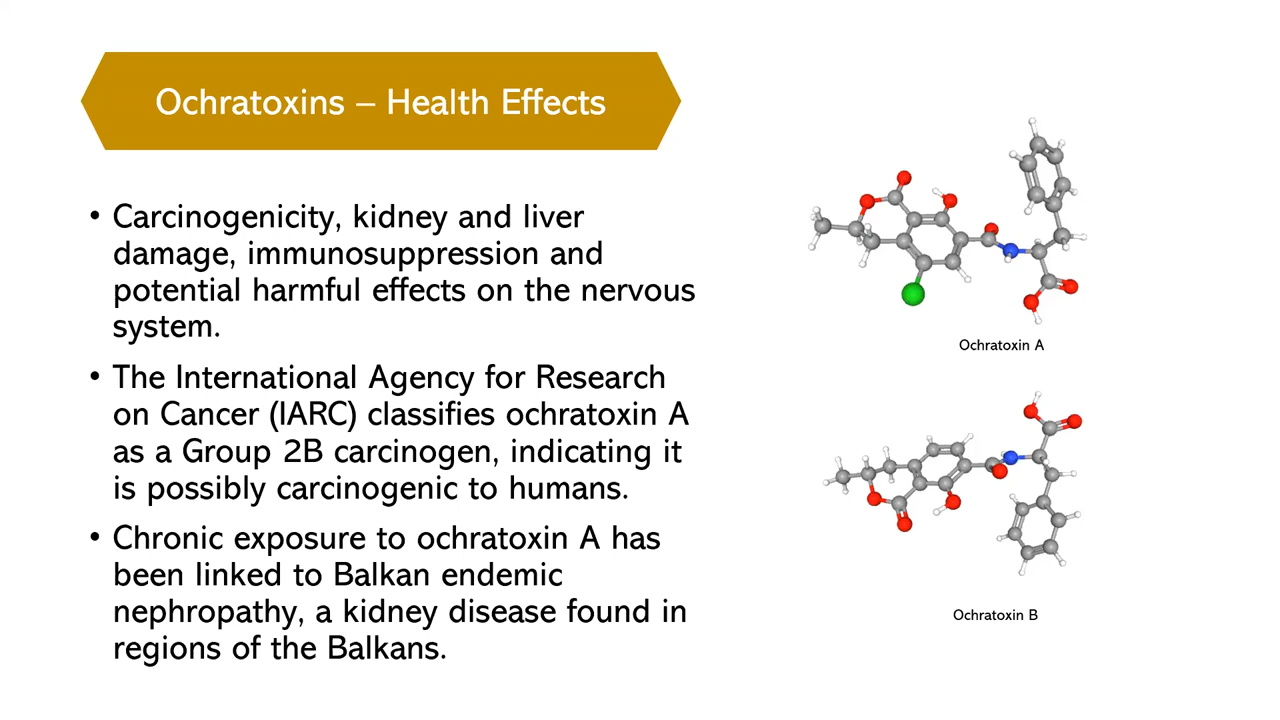 Ochratoxins – Health Effects
• Carcinogenicity, kidney and liver
damage, immunosuppression and
potential harmful effects on the nervous
system.
• The International Agency for Research
on Cancer (IARC) classifies ochratoxin A
as a Group 2B carcinogen, indicating it
is possibly carcinogenic to humans.
• Chronic exposure to ochratoxin A has
been linked to Balkan endemic
nephropathy, a kidney disease found in
regions of the Balkans.
Ochratoxin A
Ochratoxin B